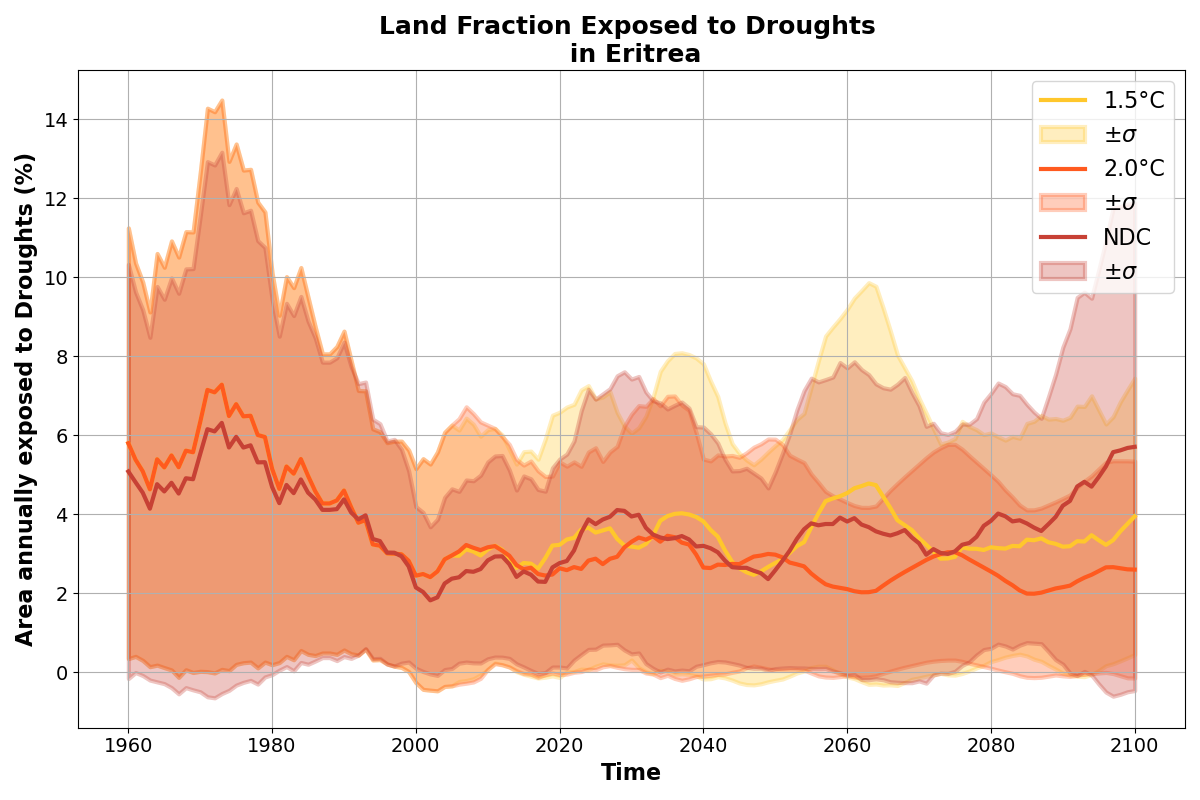 Land Fraction Exposed to Droughts
in Eritrea
Area annually exposed to Droughts (%)
14
12
10
8
6
4
2
0
1.5°C
±σ
2.0°C
±σ
NDC
±σ
1960 1980 2000 2020 2040 2060 2080 2100
Time